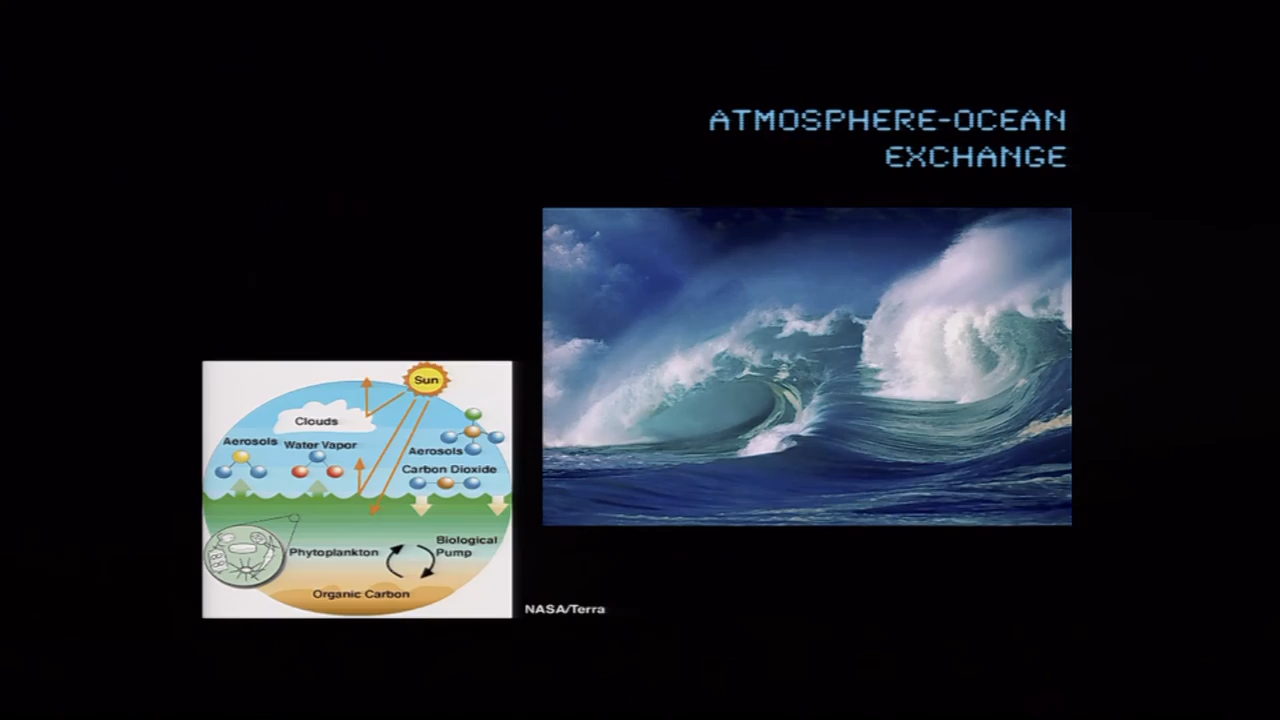 ATMOSPHERE-OCEAN
EXCHANGE
Sun
Clouds
Aerosols
Water Vapor
Aerosols
Carbon Dioxide
Phytoplankton
Biological
Pump
Organic Carbon
NASA/Terra